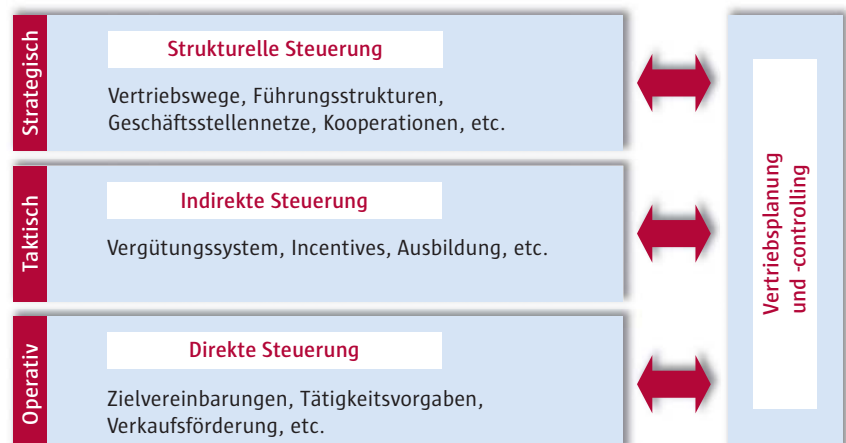 Strategisch
Strukturelle Steuerung
Vertriebswege, Führungsstrukturen,
Geschäftsstellennetze, Kooperationen, etc.
Taktisch
Indirekte Steuerung
Vergütungssystem, Incentives, Ausbildung, etc.
Operativ
Direkte Steuerung
Zielvereinbarungen, Tätigkeitsvorgaben,
Verkaufsförderung, etc.
Vertriebsplanung
und -controlling